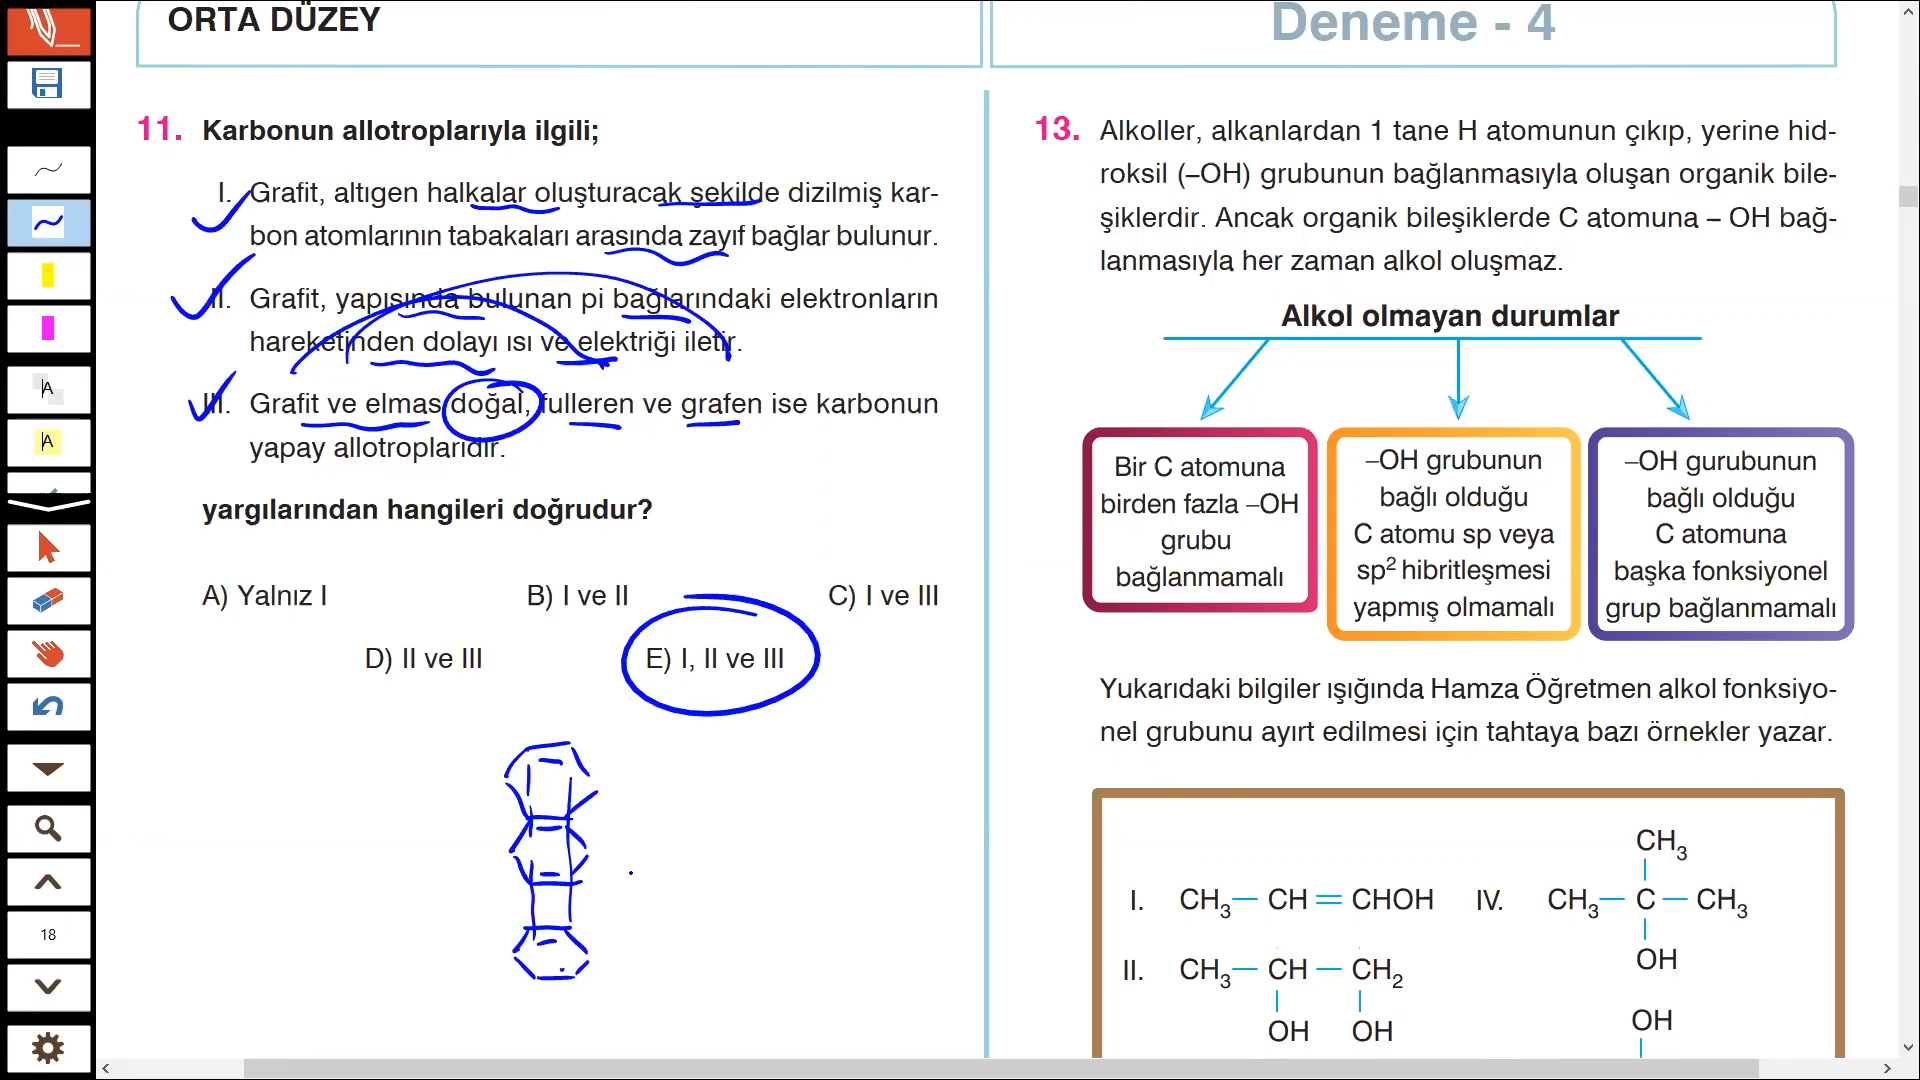 ORTA DÜZEY
Deneme - 4
11. Karbonun allotroplarıyla ilgili;
I. Grafit, altıgen halkalar oluşturacak şekilde dizilmiş kar-
bon atomlarının tabakaları arasında zayıf bağlar bulunur.
II. Grafit, yapısında bulunan pi bağlarındaki elektronların
hareketinden dolayı ısı ve elektriği iletir.
III. Grafit ve elmas doğal, fulleren ve grafen ise karbonun
yapay allotroplarıdır.
yargılarından hangileri doğrudur?
A) Yalnız I B) I ve II C) I ve III
D) II ve III E) I, II ve III
13. Alkoller, alkanlardan 1 tane H atomunun çıkıp, yerine hid-
roksil (–OH) grubunun bağlanmasıyla oluşan organik bile-
şiklerdir. Ancak organik bileşiklerde C atomuna – OH bağ-
lanmasıyla her zaman alkol oluşmaz.
Alkol olmayan durumlar
Bir C atomuna
birden fazla –OH
grubu
bağlanmamalı
–OH grubunun
bağlı olduğu
C atomu sp veya
sp² hibritleşmesi
yapmış olmamalı
–OH gurubunun
bağlı olduğu
C atomuna
başka fonksiyonel
grup bağlanmamalı
Yukarıdaki bilgiler ışığında Hamza Öğretmen alkol fonksiyo-
nel grubunu ayırt edilmesi için tahtaya bazı örnekler yazar.
I. CH₃— CH = CHOH
II. CH₃— CH — CH₂
OH OH
IV. CH₃— C — CH₃
CH₃
OH
OH
A
A
18